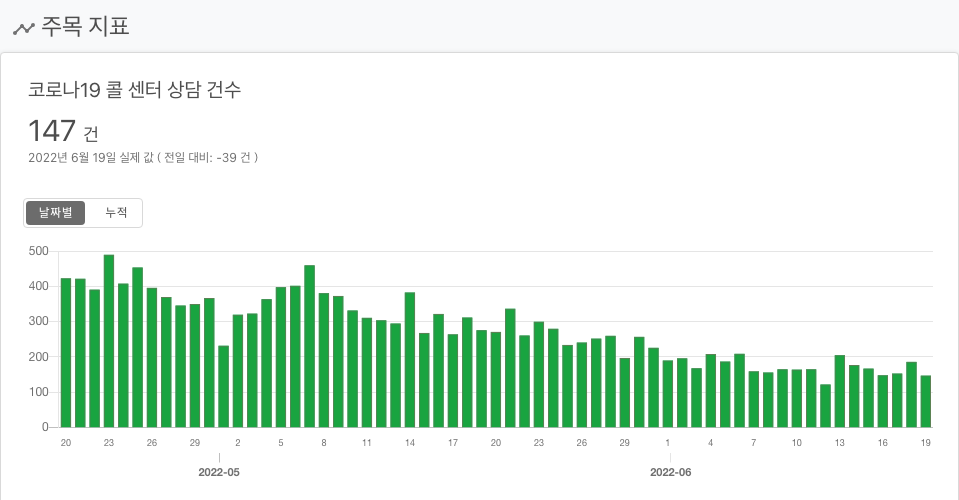 주목 지표
코로나19 콜 센터 상담 건수
147 건
2022년 6월 19일 실제 값 ( 전일 대비: -39 건 )
날짜별 누적
500
400
300
200
100
0
20 23 26 29 2 5 8 11 14 17 20 23 26 29 1 4 7 10 13 16 19
2022-05 2022-06